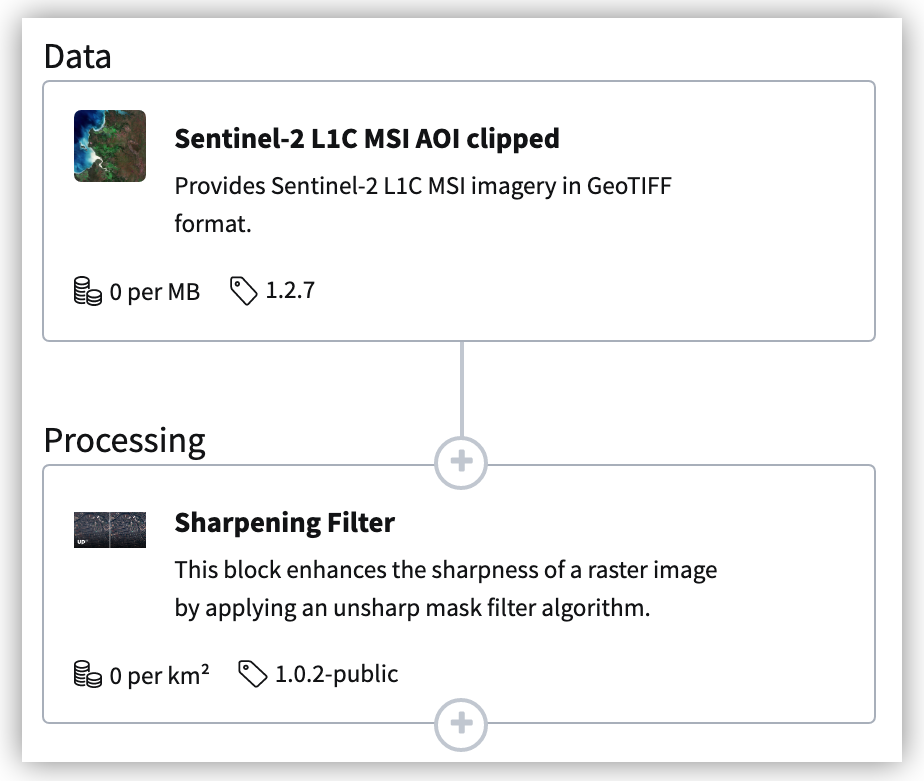 Data
Sentinel-2 L1C MSI AOI clipped
Provides Sentinel-2 L1C MSI imagery in GeoTIFF
format.
0 per MB 1.2.7
Processing
Sharpening Filter
This block enhances the sharpness of a raster image
by applying an unsharp mask filter algorithm.
UP
0 per km² 1.0.2-public